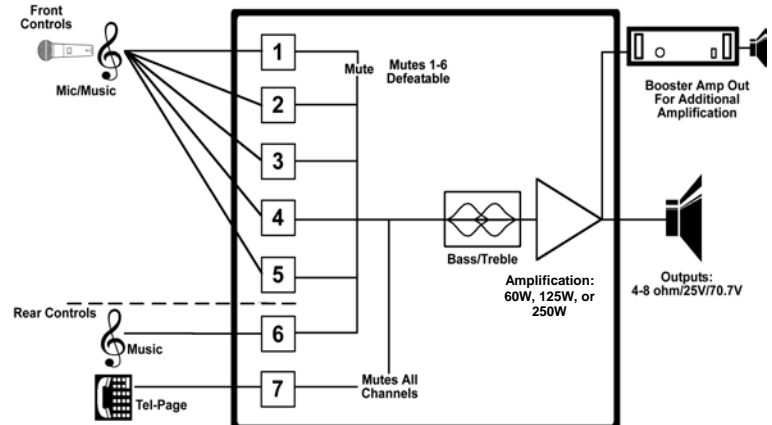 Front
Controls
Mic/Music
1
2
3
4
5
6
7
Mute
Mutes 1-6
Defeatable
Booster Amp Out
For Additional
Amplification
Bass/Treble
Amplification:
60W, 125W, or
250W
Outputs:
4-8 ohm/25V/70.7V
Rear Controls
Music
Tel-Page
Mutes All
Channels